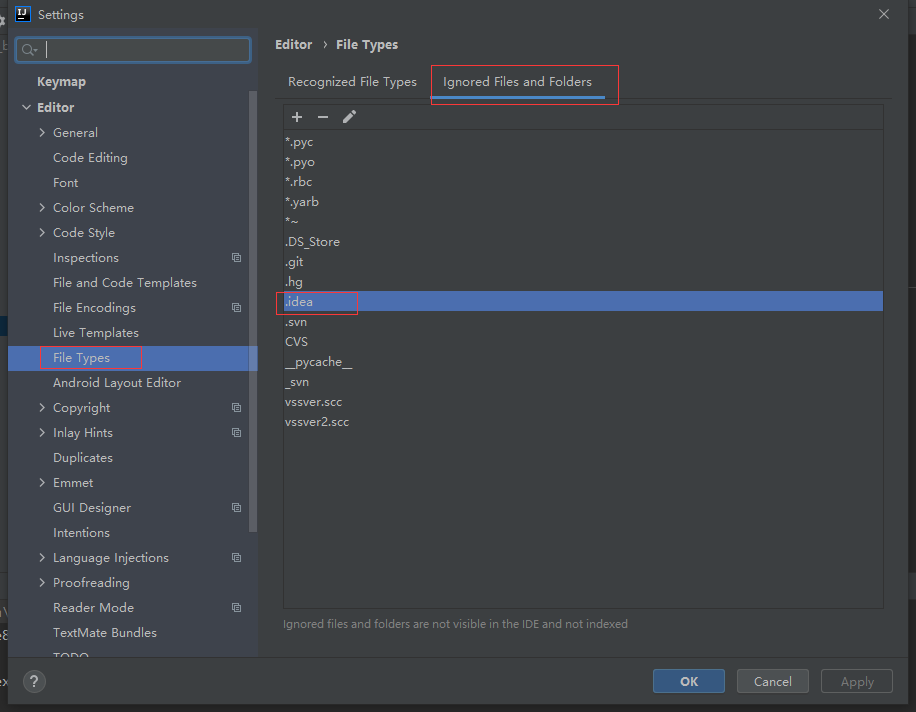 Settings
Keymap
Editor
General
Code Editing
Font
Color Scheme
Code Style
Inspections
File and Code Templates
File Encodings
Live Templates
File Types
Android Layout Editor
Copyright
Inlay Hints
Duplicates
Emmet
GUI Designer
Intentions
Language Injections
Proofreading
Reader Mode
TextMate Bundles
TODO
Editor › File Types
Recognized File Types
Ignored Files and Folders
*.pyc
*.pyo
*.rbc
*.yarb
*~
.DS_Store
.git
.hg
.idea
.svn
CVS
__pycache__
_svn
vssver.scc
vssver2.scc
Ignored files and folders are not visible in the IDE and not indexed
?
OK
Cancel
Apply